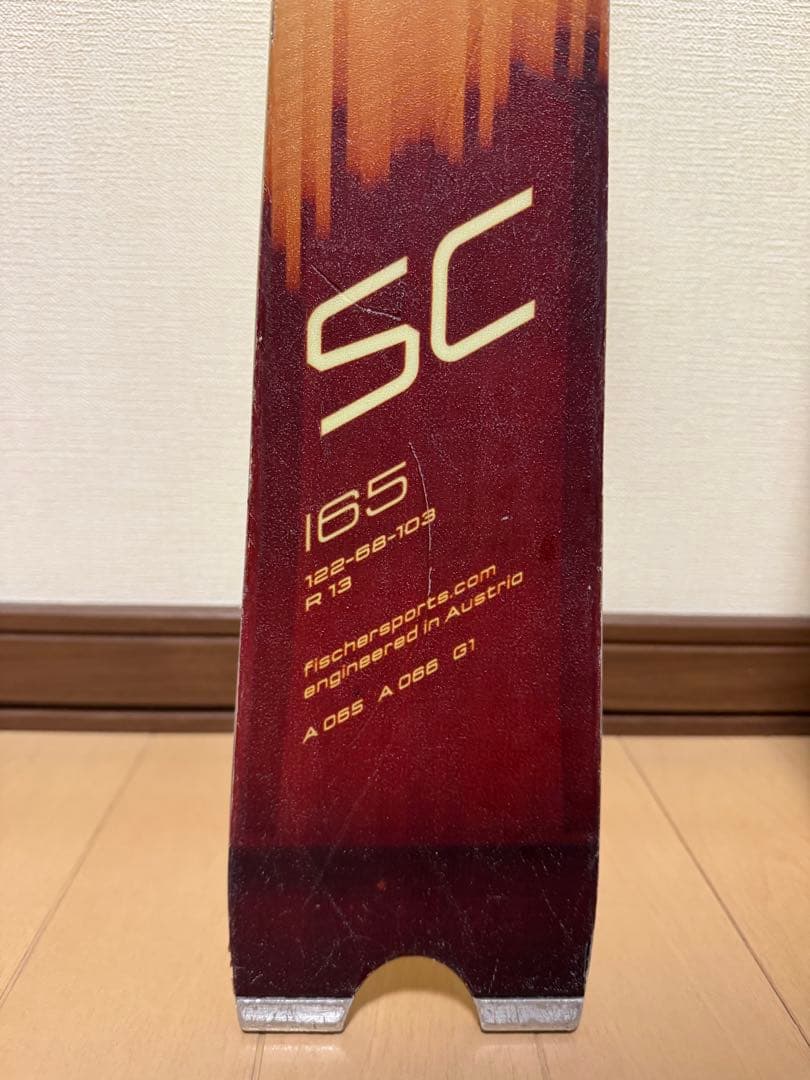 SC
165
122-68-103
R 13
fischersports.com
engineered in Austria
A 065 A 066 G1